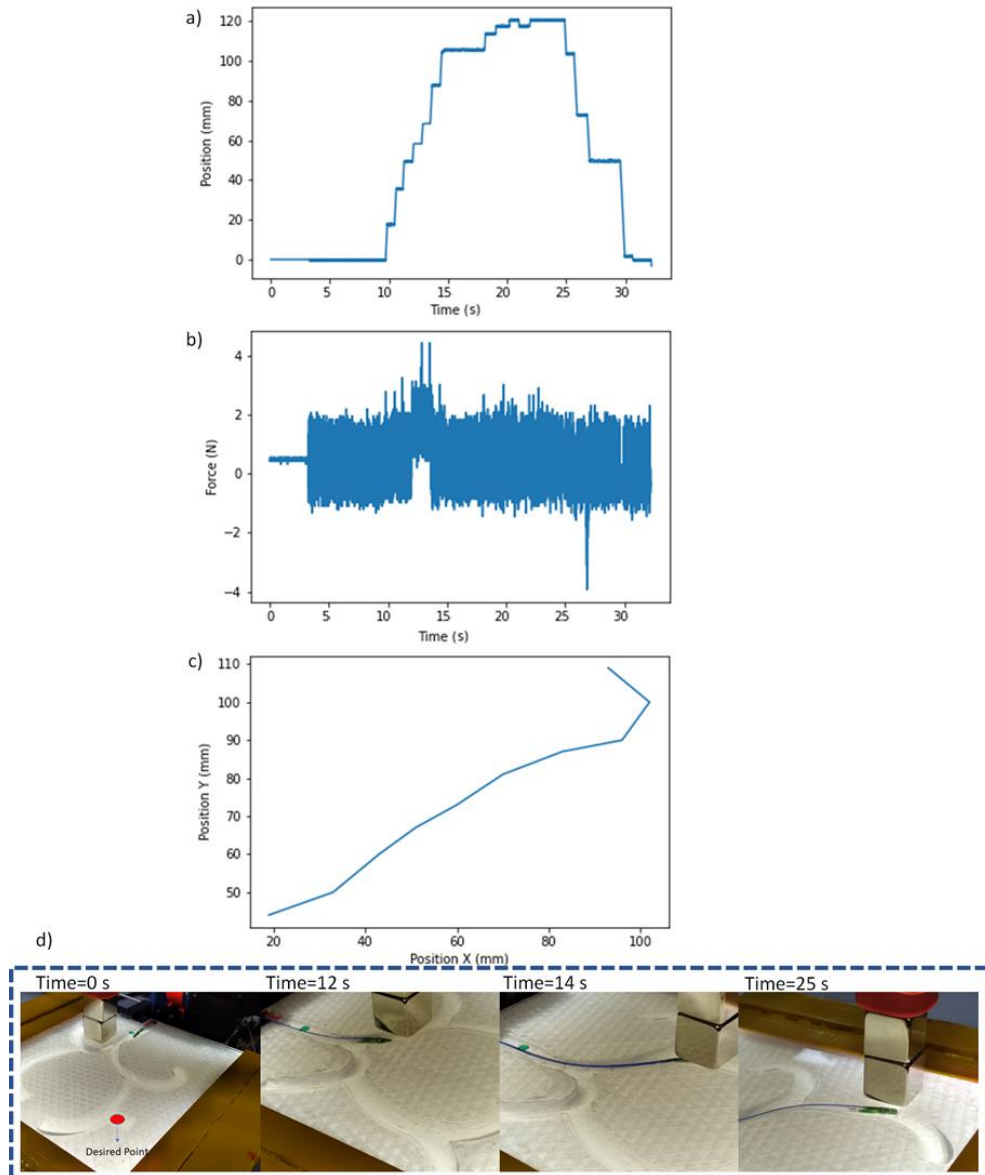 a)
120
100
80
60
40
20
0
Position (mm)
0 5 10 15 20 25 30
Time (s)
b)
4
2
0
−2
−4
Force (N)
0 5 10 15 20 25 30
Time (s)
c)
110
100
90
80
70
60
50
Position Y (mm)
20 40 60 80 100
Position X (mm)
d)
Time=0 s Time=12 s Time=14 s Time=25 s
Desired Point